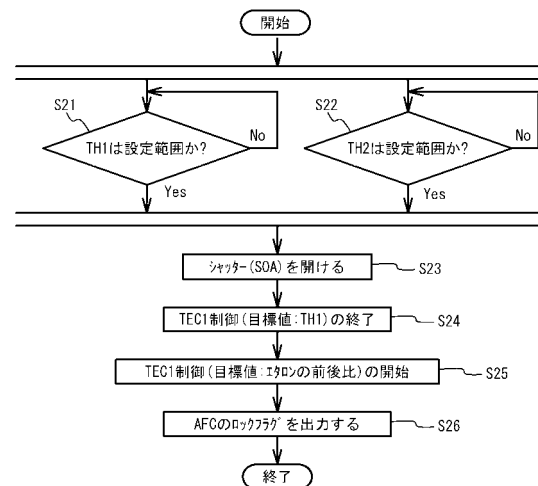 開始
S21
S22
No
No
TH1は設定範囲か?
TH2は設定範囲か?
Yes
Yes
ｼｬｯﾀｰ(SOA)を開ける
S23
TEC1制御(目標値:TH1)の終了
S24
TEC1制御(目標値:ｴﾀﾛﾝの前後比)の開始
S25
AFCのﾛｯｸﾌﾗｸﾞを出力する
S26
終了